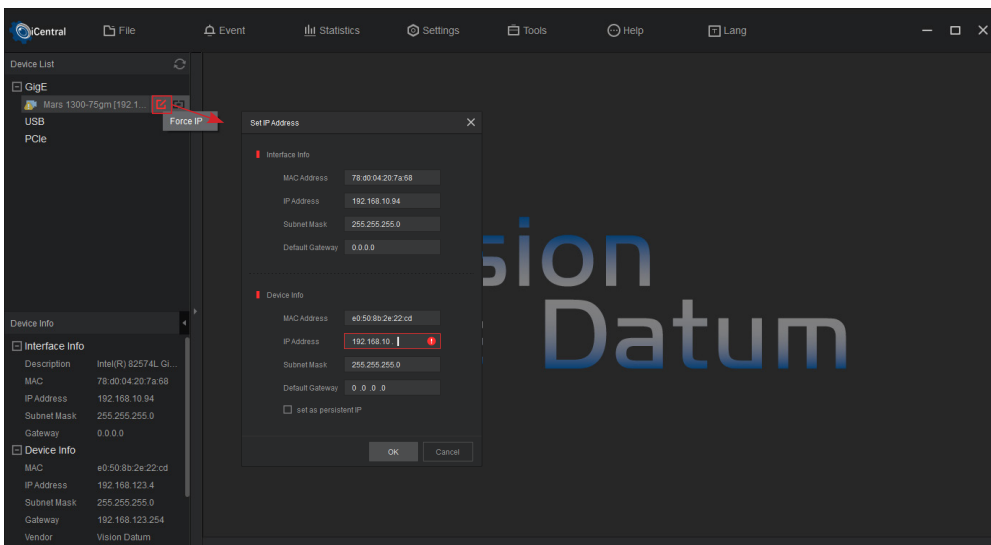 iCentral File Event Statistics Settings Tools Help Lang
Device List
GigE
Mars 1300-75gm [192.1...
Force IP
USB
PCIe
Set IP Address
Interface Info
MAC Address 78:d0:04:20:7a:68
IP Address 192.168.10.94
Subnet Mask 255.255.255.0
Default Gateway 0.0.0.0
Device Info
MAC Address e0:50:8b:2e:22:cd
IP Address 192.168.10 .
Subnet Mask 255.255.255.0
Default Gateway 0 .0 .0 .0
set as persistent IP
OK Cancel
sion
Datum
Device Info
Interface Info
Description Intel(R) 82574L Gi...
MAC 78:d0:04:20:7a:68
IP Address 192.168.10.94
Subnet Mask 255.255.255.0
Gateway 0.0.0.0
Device Info
MAC e0:50:8b:2e:22:cd
IP Address 192.168.123.4
Subnet Mask 255.255.255.0
Gateway 192.168.123.254
Vendor Vision Datum